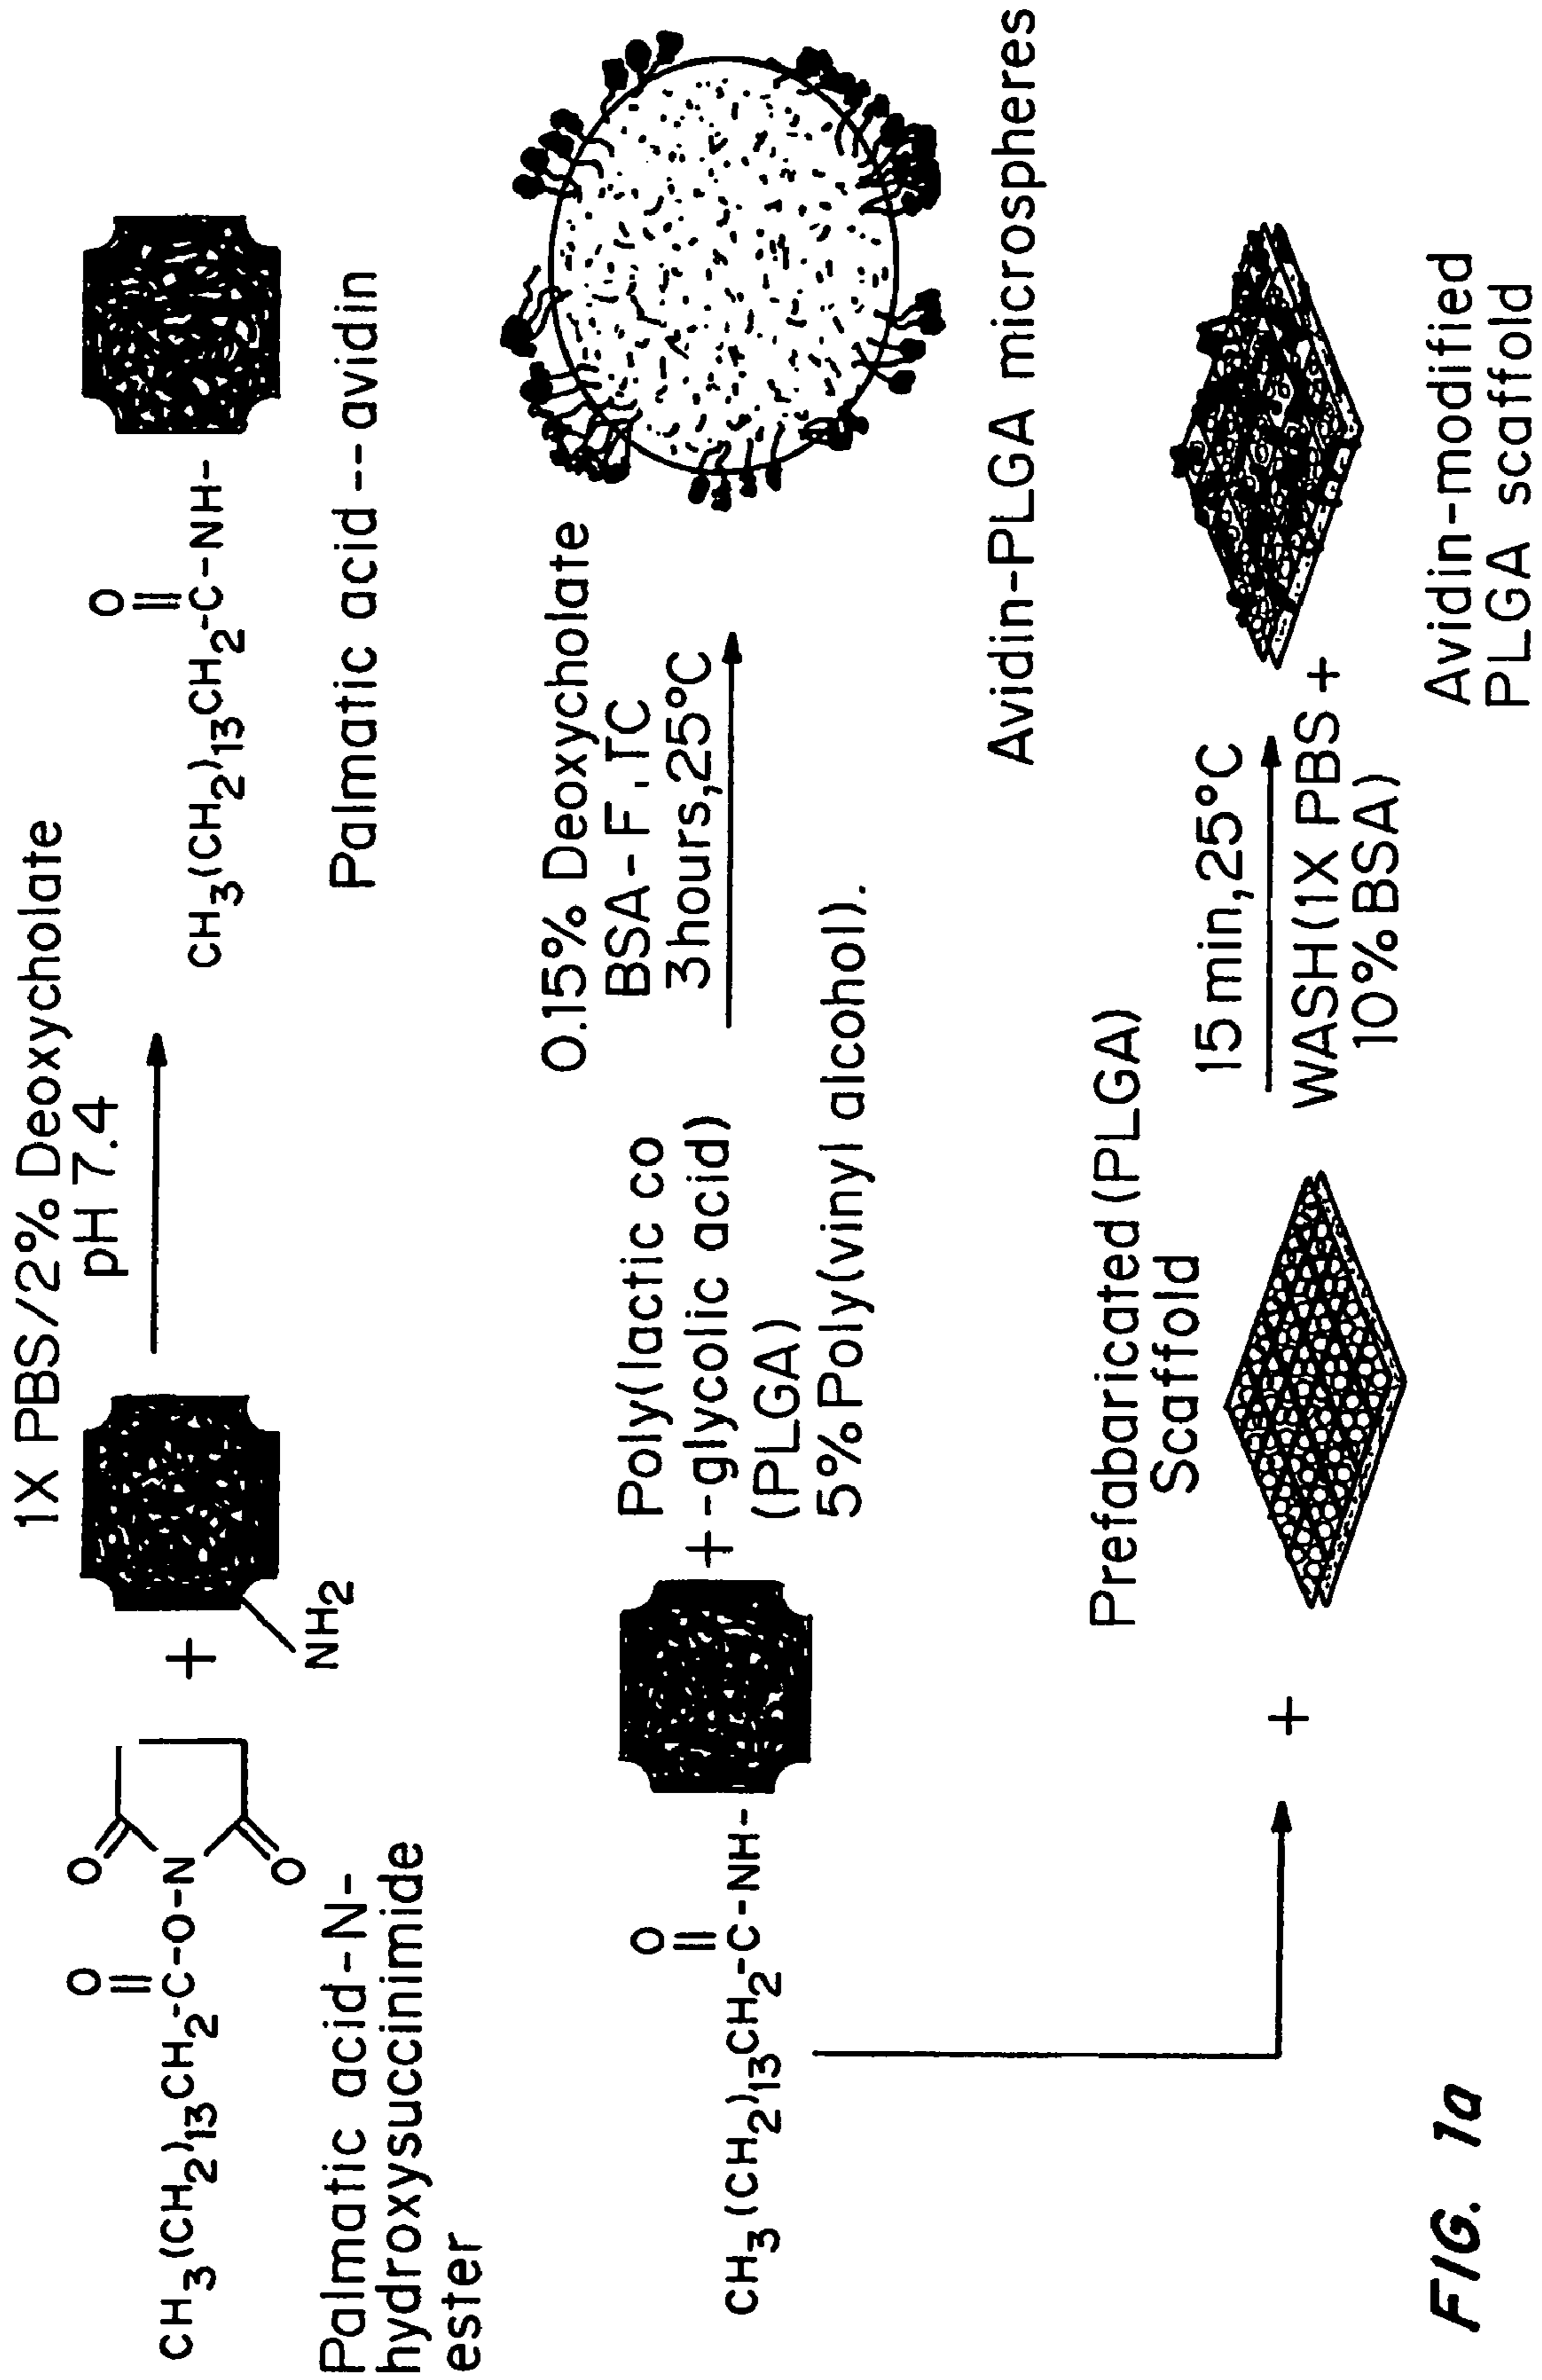 1X PBS/2% Deoxycholate
pH 7.4
O
O
CH3(CH2)13CH2-C-O-N
O
+
NH2
O
CH3(CH2)13CH2-C-NH-
Palmatic acid-N-
hydroxysuccinimide
ester
Palmatic acid--avidin
O
CH3(CH2)13CH2-C-NH-
Poly(lactic co
+-glycolic acid)
(PLGA)
5% Poly(vinyl alcohol).
0.15% Deoxycholate
BSA-F.TC
3hours,25°C
Avidin-PLGA microspheres
+
Prefabaricated (PLGA)
Scaffold
15 min,25°C
WASH(1X PBS +
10% BSA)
Avidin-modified
PLGA scaffold
FIG. 1a